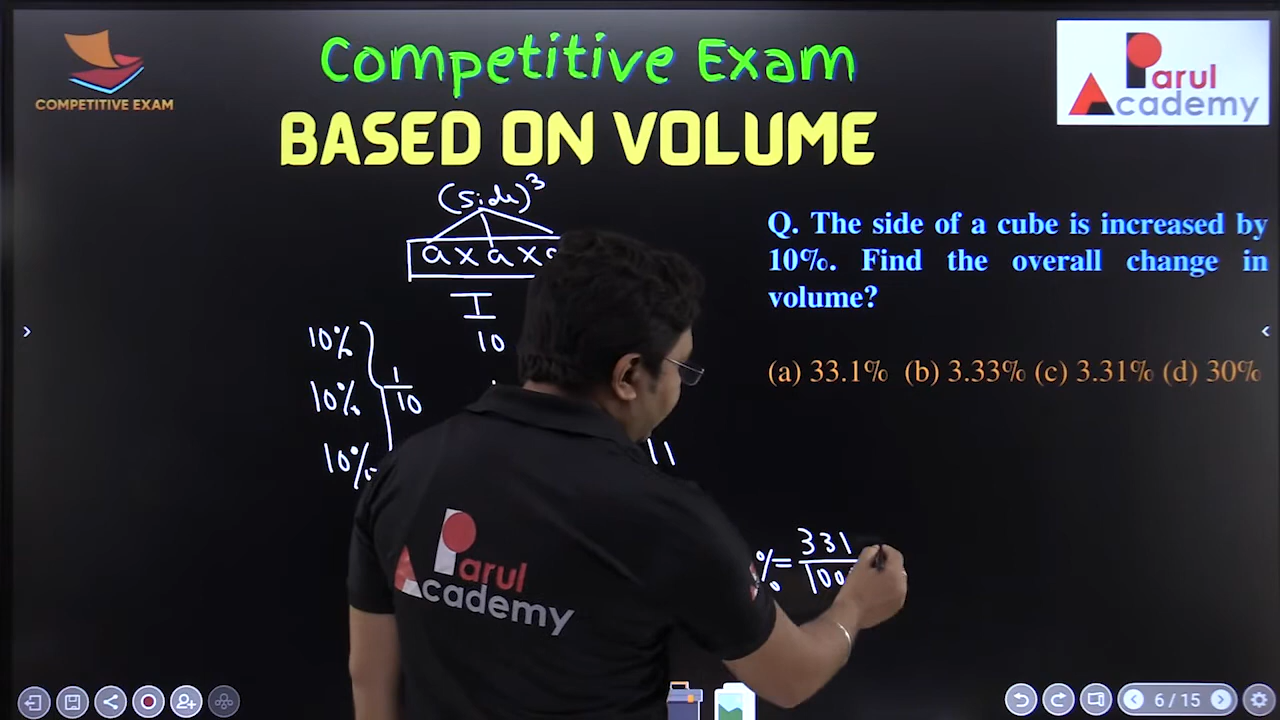 COMPETITIVE EXAM
Competitive Exam
BASED ON VOLUME
Parul
Academy
(side)³
a x a x
I
10% 10
10% 1/10
10%
11
% = 331/100
Q. The side of a cube is increased by
10%. Find the overall change in
volume?
(a) 33.1% (b) 3.33% (c) 3.31% (d) 30%
Parul
Academy
6 / 15